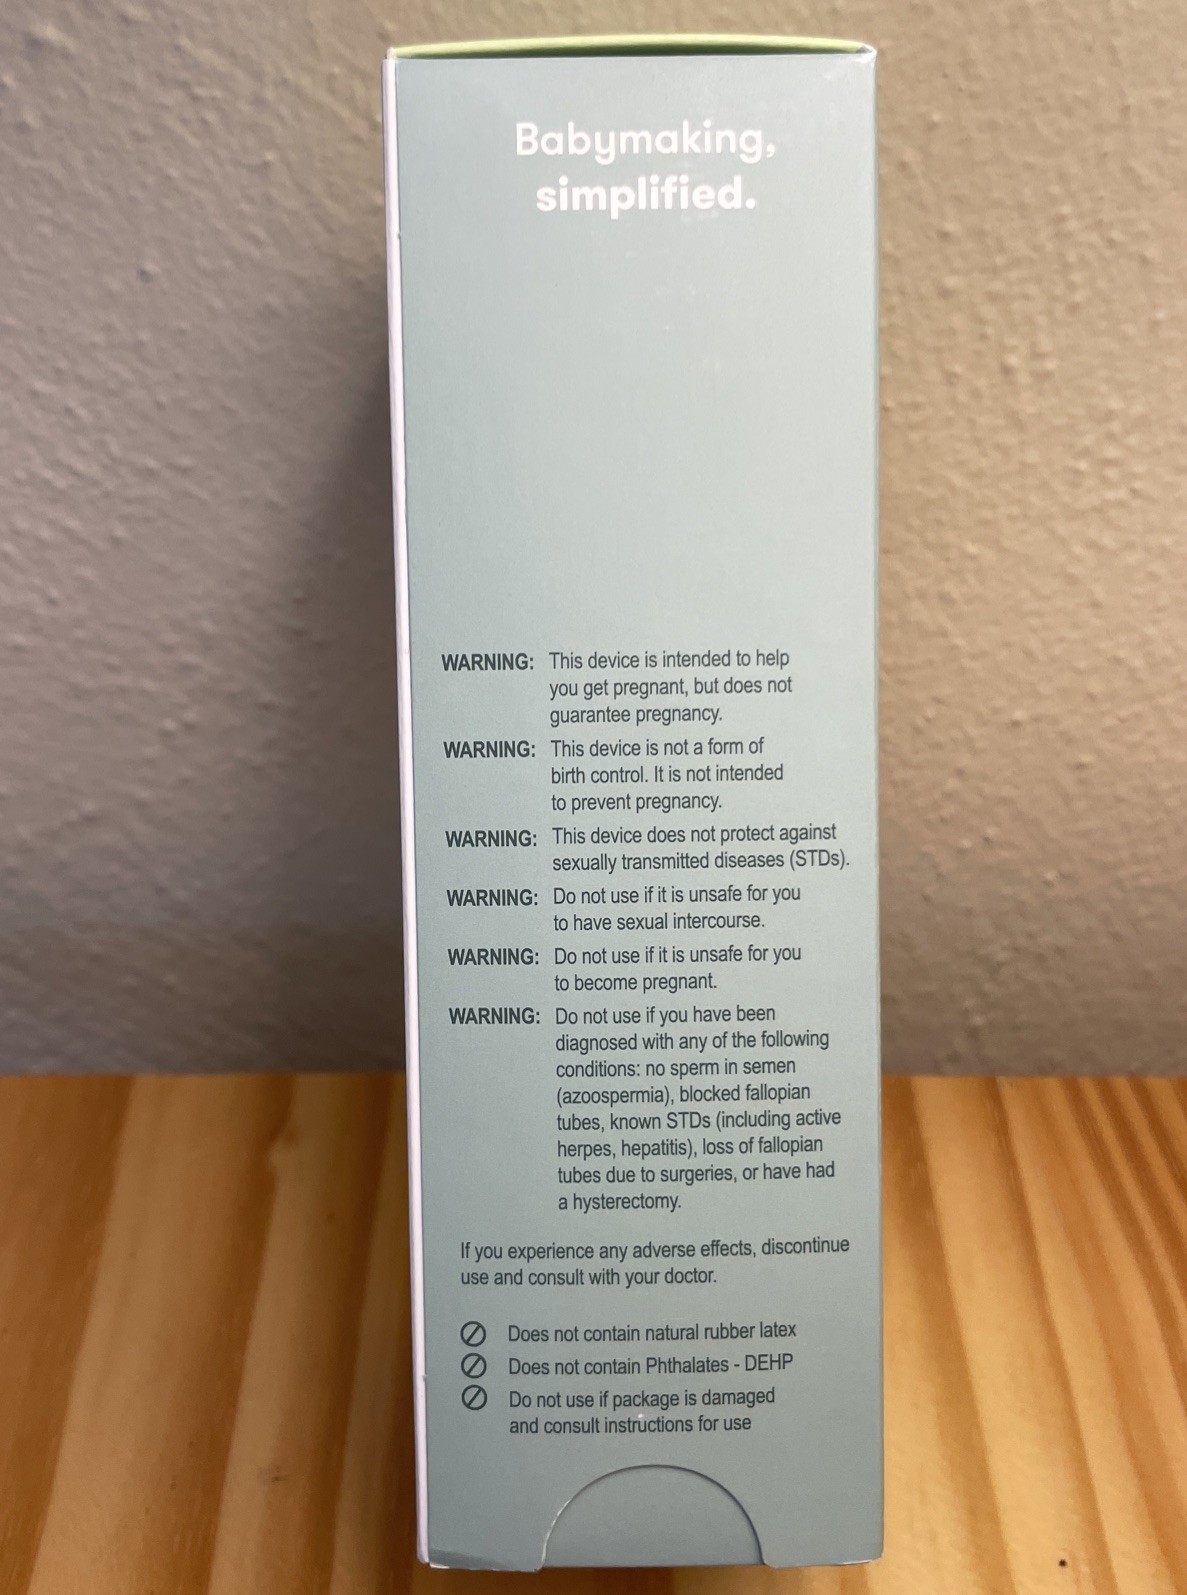 Babymaking,
simplified.
WARNING: This device is intended to help
you get pregnant, but does not
guarantee pregnancy.
WARNING: This device is not a form of
birth control. It is not intended
to prevent pregnancy.
WARNING: This device does not protect against
sexually transmitted diseases (STDs).
WARNING: Do not use if it is unsafe for you
to have sexual intercourse.
WARNING: Do not use if it is unsafe for you
to become pregnant.
WARNING: Do not use if you have been
diagnosed with any of the following
conditions: no sperm in semen
(azoospermia), blocked fallopian
tubes, known STDs (including active
herpes, hepatitis), loss of fallopian
tubes due to surgeries, or have had
a hysterectomy.
If you experience any adverse effects, discontinue
use and consult with your doctor.
Does not contain natural rubber latex
Does not contain Phthalates - DEHP
Do not use if package is damaged
and consult instructions for use